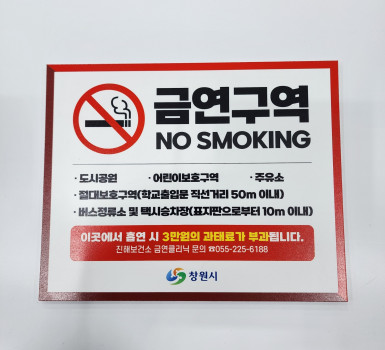 금연구역
NO SMOKING
· 도시공원 · 어린이보호구역 · 주유소
· 절대보호구역(학교출입문 직선거리 50m 이내)
· 버스정류소 및 택시승차장(표지판으로부터 10m 이내)
이곳에서 흡연 시 3만원의 과태료가 부과됩니다.
진해보건소 금연클리닉 문의 ☎055-225-6188
창원시